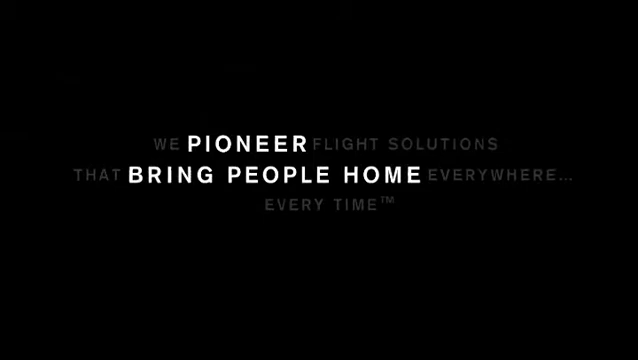 WE PIONEER FLIGHT SOLUTIONS
THAT BRING PEOPLE HOME EVERYWHERE...
EVERY TIME™